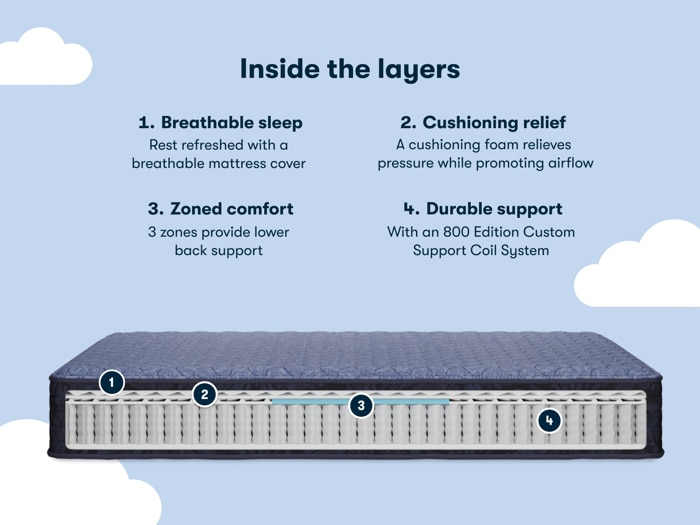 Inside the layers
1. Breathable sleep
Rest refreshed with a
breathable mattress cover
2. Cushioning relief
A cushioning foam relieves
pressure while promoting airflow
3. Zoned comfort
3 zones provide lower
back support
4. Durable support
With an 800 Edition Custom
Support Coil System
1
2
3
4